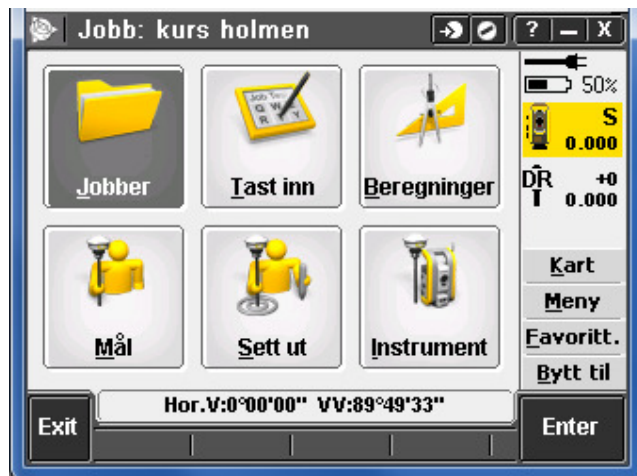 Jobb: kurs holmen
? — X
50%
S
0.000
DR +0
0.000
Jobber
Tast inn
Beregninger
Mål
Sett ut
Instrument
Kart
Meny
Favoritt.
Bytt til
Hor.V:0°00'00" VV:89°49'33"
Exit
Enter